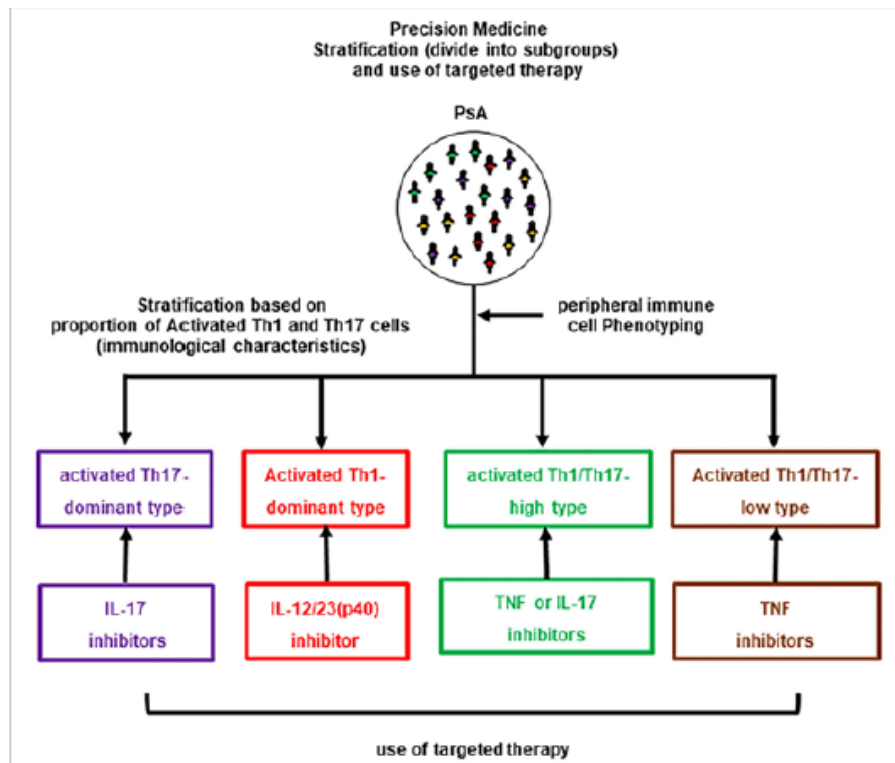 Precision Medicine
Stratification (divide into subgroups)
and use of targeted therapy
PsA
Stratification based on
proportion of Activated Th1 and Th17 cells
(immunological characteristics)
peripheral immune
cell Phenotyping
activated Th17-
dominant type
Activated Th1-
dominant type
activated Th1/Th17-
high type
Activated Th1/Th17-
low type
IL-17
inhibitors
IL-12/23(p40)
inhibitor
TNF or IL-17
inhibitors
TNF
inhibitors
use of targeted therapy